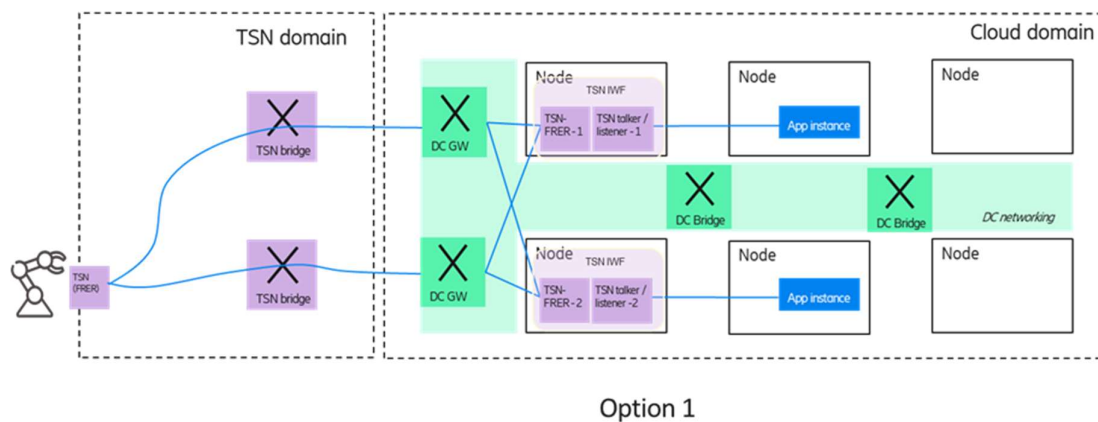 TSN domain
Cloud domain
TSN
(FRER)
TSN bridge
TSN bridge
DC GW
DC GW
Node
TSN IWF
TSN-
FRER-1
TSN talker /
listener -1
Node
App instance
Node
DC Bridge
DC Bridge
DC networking
Node
TSN IWF
TSN-
FRER-2
TSN talker /
listener -2
Node
App instance
Node
Option 1